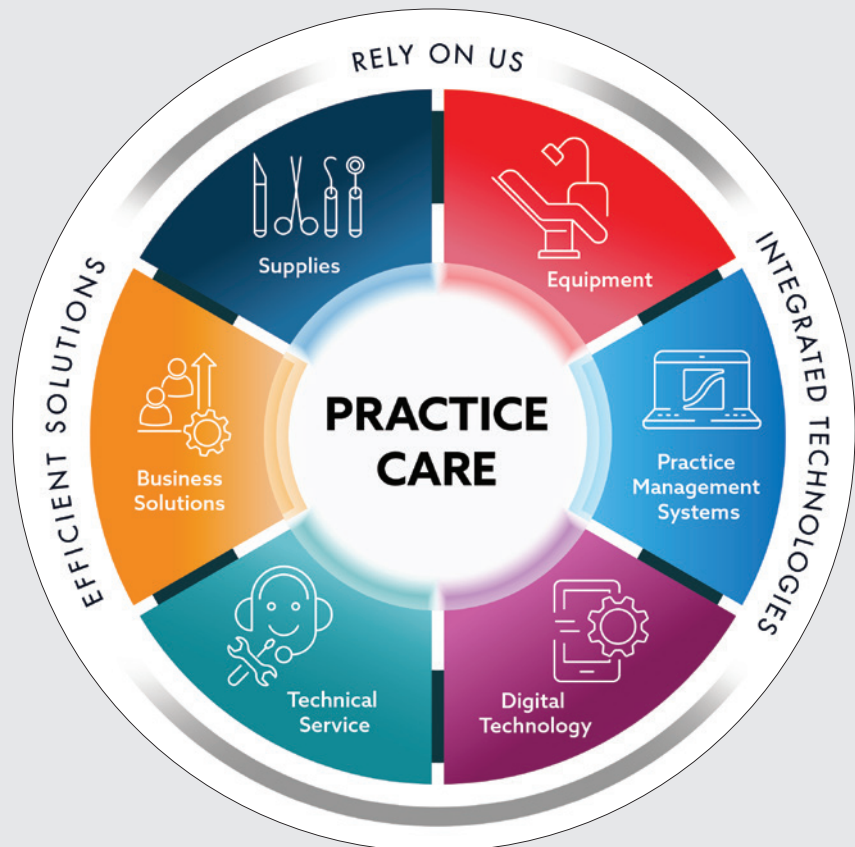 RELY ON US
Supplies
Equipment
EFFICIENT SOLUTIONS
INTEGRATED TECHNOLOGIES
PRACTICE
CARE
Business
Solutions
Practice
Management
Systems
Technical
Service
Digital
Technology